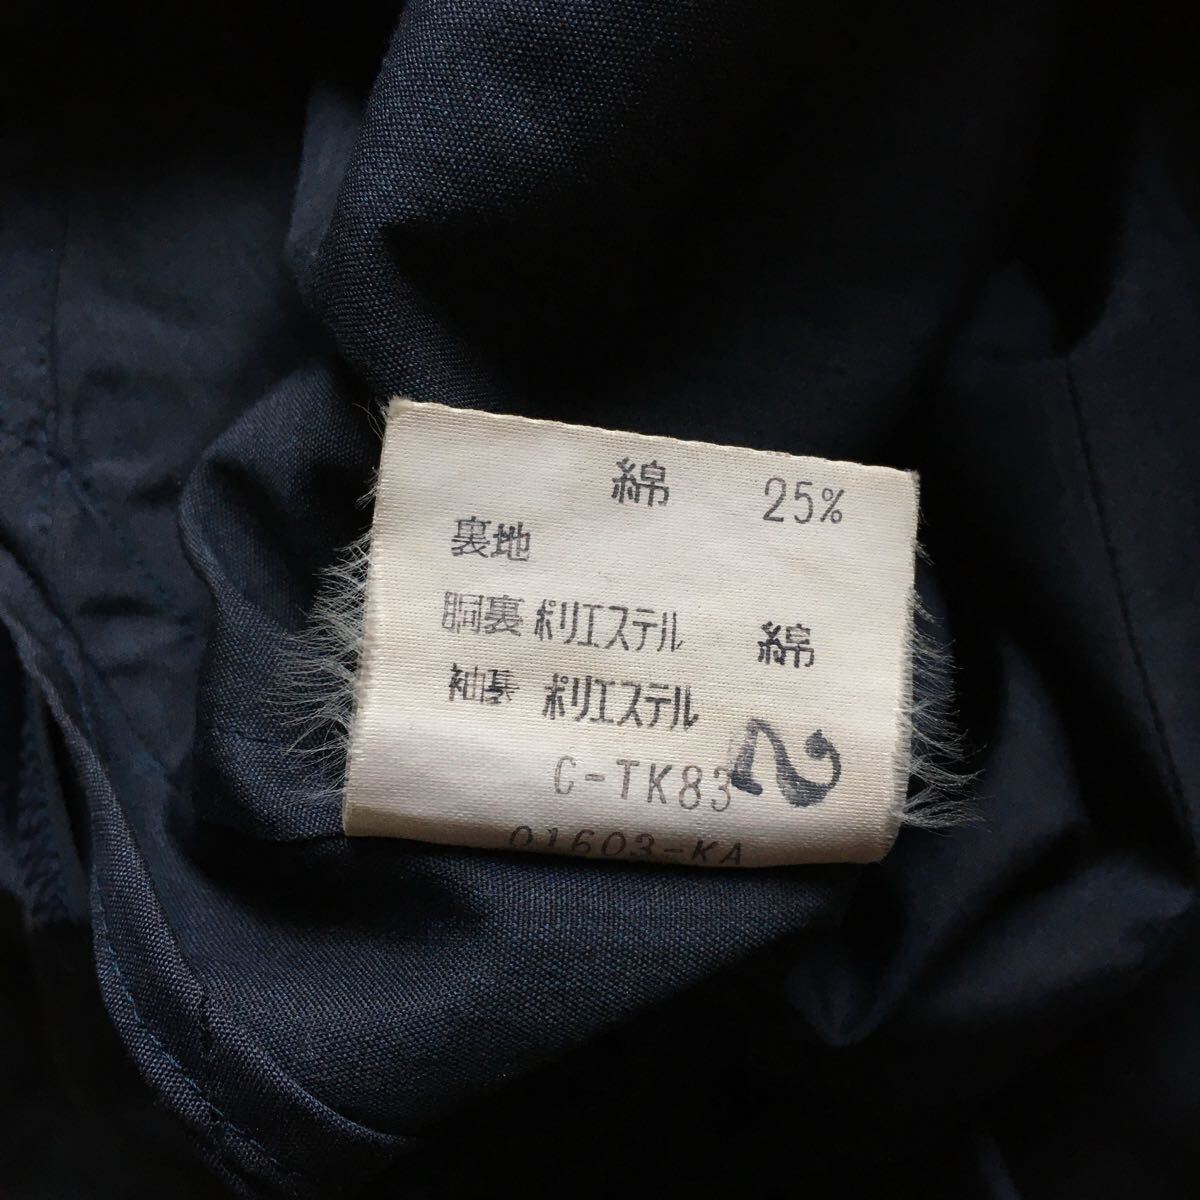 綿 25%
裏地
胴裏 ポリエステル 綿
袖裏 ポリエステル
C-TK83 2
01603-KA